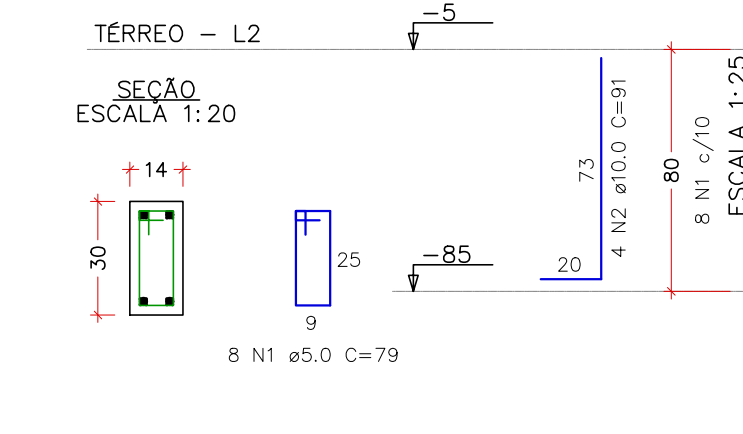 -5
TÉRREO - L2
SEÇÃO
ESCALA 1:20
14
30
25
9
8 N1 ø5.0 C=79
-85
73
20
4 N2 ø10.0 C=91
80
8 N1 c/10
ESCALA 1:25